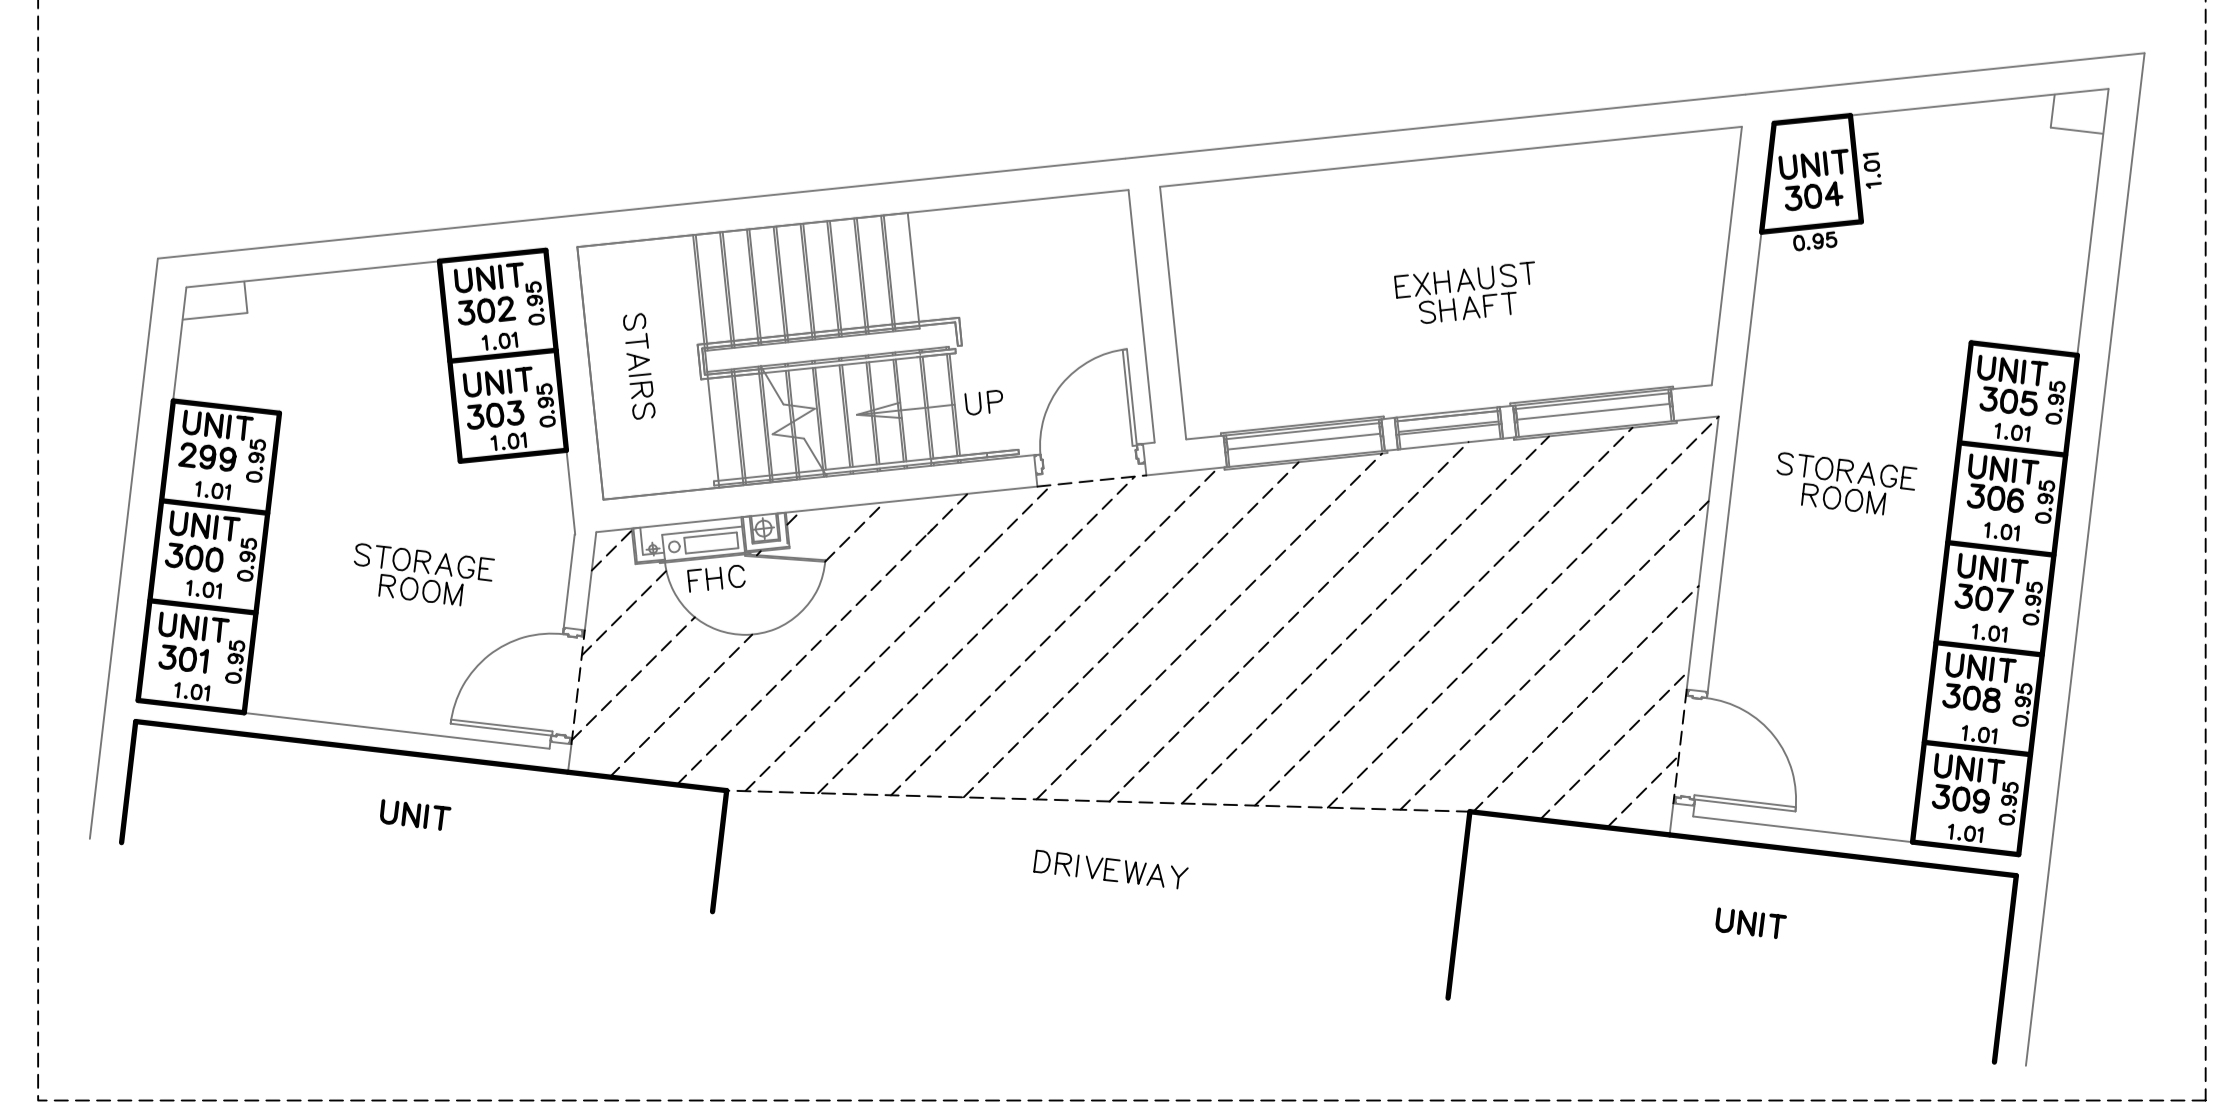 UNIT
304
1.01
0.95
UNIT
302
0.95
1.01
UNIT
303
0.95
1.01
STAIRS
UP
EXHAUST
SHAFT
UNIT
299
0.95
1.01
UNIT
300
0.95
1.01
UNIT
301
0.95
1.01
STORAGE
ROOM
FHC
STORAGE
ROOM
UNIT
305
0.95
1.01
UNIT
306
0.95
1.01
UNIT
307
0.95
1.01
UNIT
308
0.95
1.01
UNIT
309
0.95
1.01
UNIT
DRIVEWAY
UNIT